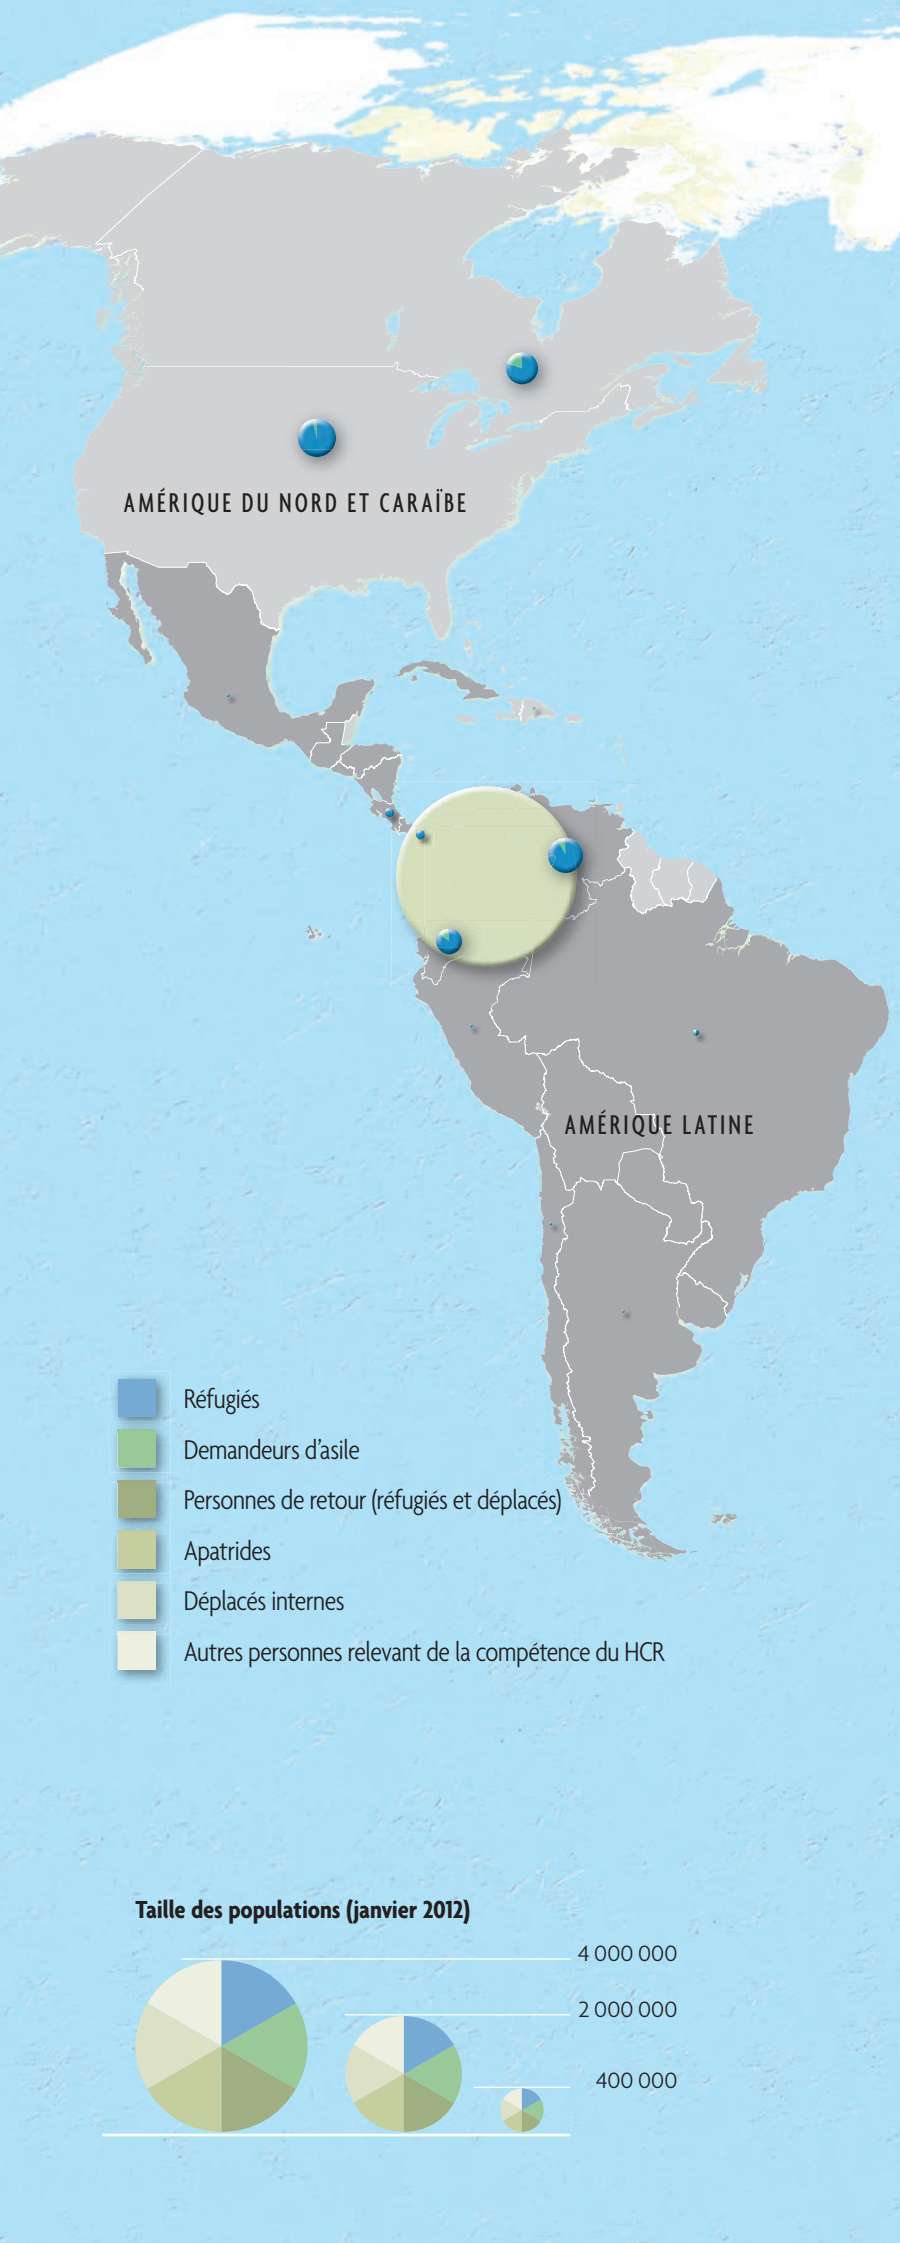 AMÉRIQUE DU NORD ET CARAÏBE
AMÉRIQUE LATINE
Réfugiés
Demandeurs d'asile
Personnes de retour (réfugiés et déplacés)
Apatrides
Déplacés internes
Autres personnes relevant de la compétence du HCR
Taille des populations (janvier 2012)
4 000 000
2 000 000
400 000